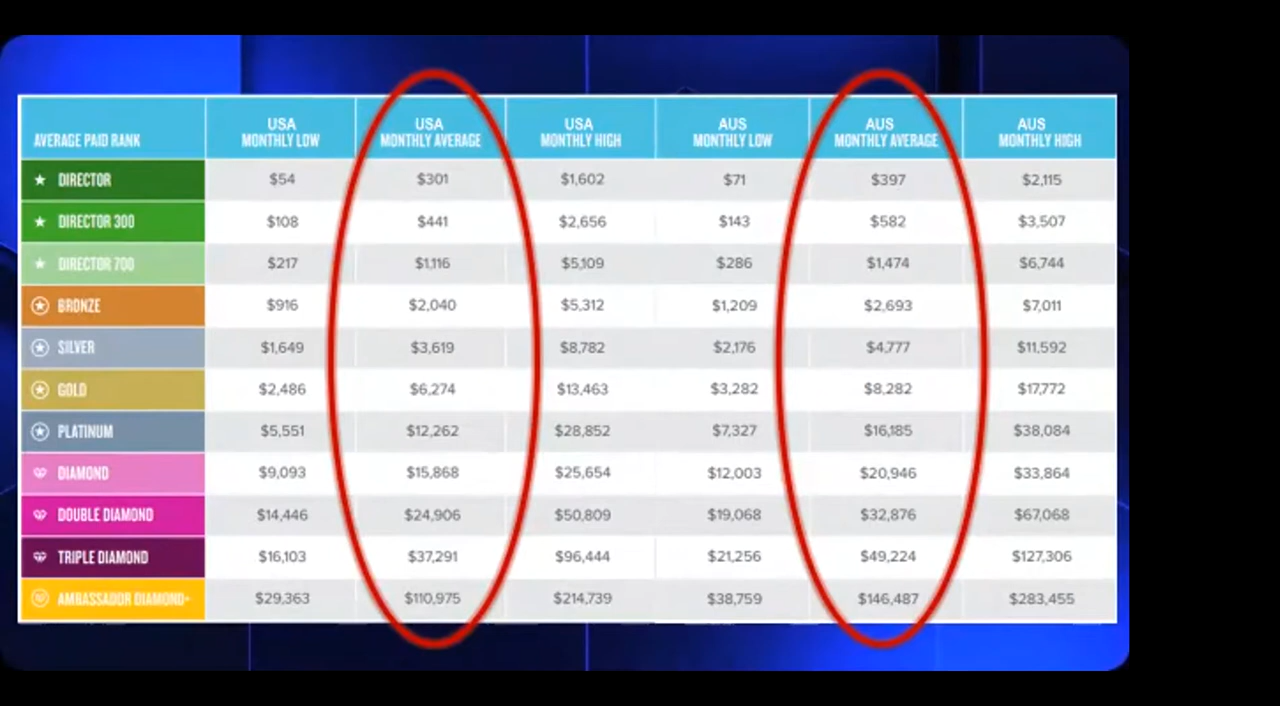 AVERAGE PAID RANK USA MONTHLY LOW USA MONTHLY AVERAGE USA MONTHLY HIGH AUS MONTHLY LOW AUS MONTHLY AVERAGE AUS MONTHLY HIGH
DIRECTOR $54 $301 $1,602 $71 $397 $2,115
DIRECTOR 300 $108 $441 $2,656 $143 $582 $3,507
DIRECTOR 700 $217 $1,116 $5,109 $286 $1,474 $6,744
BRONZE $916 $2,040 $5,312 $1,209 $2,693 $7,011
SILVER $1,649 $3,619 $8,782 $2,176 $4,777 $11,592
GOLD $2,486 $6,274 $13,463 $3,282 $8,282 $17,772
PLATINUM $5,551 $12,262 $28,852 $7,327 $16,185 $38,084
DIAMOND $9,093 $15,868 $25,654 $12,003 $20,946 $33,864
DOUBLE DIAMOND $14,446 $24,906 $50,809 $19,068 $32,876 $67,068
TRIPLE DIAMOND $16,103 $37,291 $96,444 $21,256 $49,224 $127,306
AMBASSADOR DIAMOND+ $29,363 $110,975 $214,739 $38,759 $146,487 $283,455